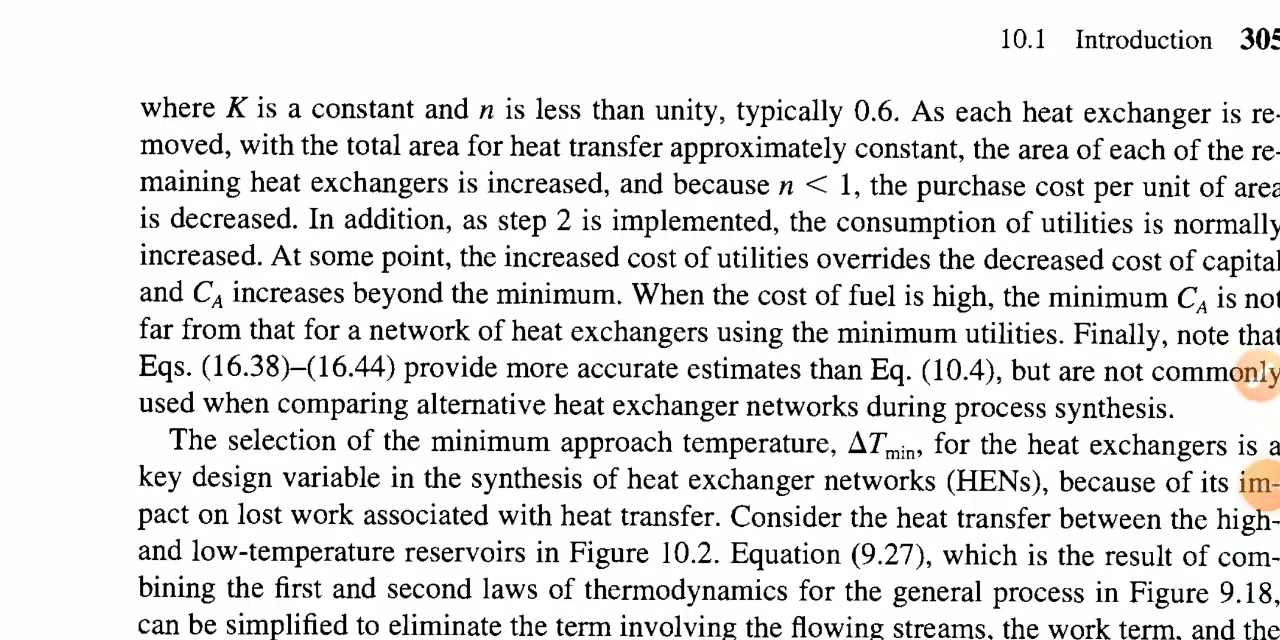 10.1 Introduction 305
where K is a constant and n is less than unity, typically 0.6. As each heat exchanger is re-
moved, with the total area for heat transfer approximately constant, the area of each of the re-
maining heat exchangers is increased, and because n < 1, the purchase cost per unit of area
is decreased. In addition, as step 2 is implemented, the consumption of utilities is normally
increased. At some point, the increased cost of utilities overrides the decreased cost of capital
and C_A increases beyond the minimum. When the cost of fuel is high, the minimum C_A is not
far from that for a network of heat exchangers using the minimum utilities. Finally, note that
Eqs. (16.38)–(16.44) provide more accurate estimates than Eq. (10.4), but are not commonly
used when comparing alternative heat exchanger networks during process synthesis.
The selection of the minimum approach temperature, ΔT_min, for the heat exchangers is a
key design variable in the synthesis of heat exchanger networks (HENs), because of its im-
pact on lost work associated with heat transfer. Consider the heat transfer between the high-
and low-temperature reservoirs in Figure 10.2. Equation (9.27), which is the result of com-
bining the first and second laws of thermodynamics for the general process in Figure 9.18,
can be simplified to eliminate the term involving the flowing streams, the work term, and the